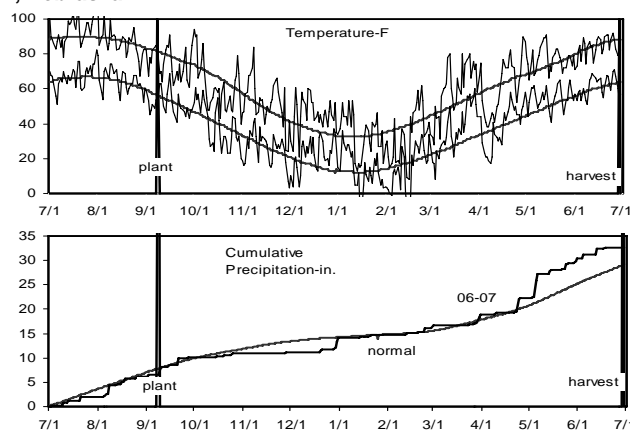 100
Temperature-F
80
60
40
20
plant
harvest
0
7/1 8/1 9/1 10/1 11/1 12/1 1/1 2/1 3/1 4/1 5/1 6/1 7/1
35
Cumulative
Precipitation-in.
30
25
06-07
20
15
normal
10
5
plant
harvest
0
7/1 8/1 9/1 10/1 11/1 12/1 1/1 2/1 3/1 4/1 5/1 6/1